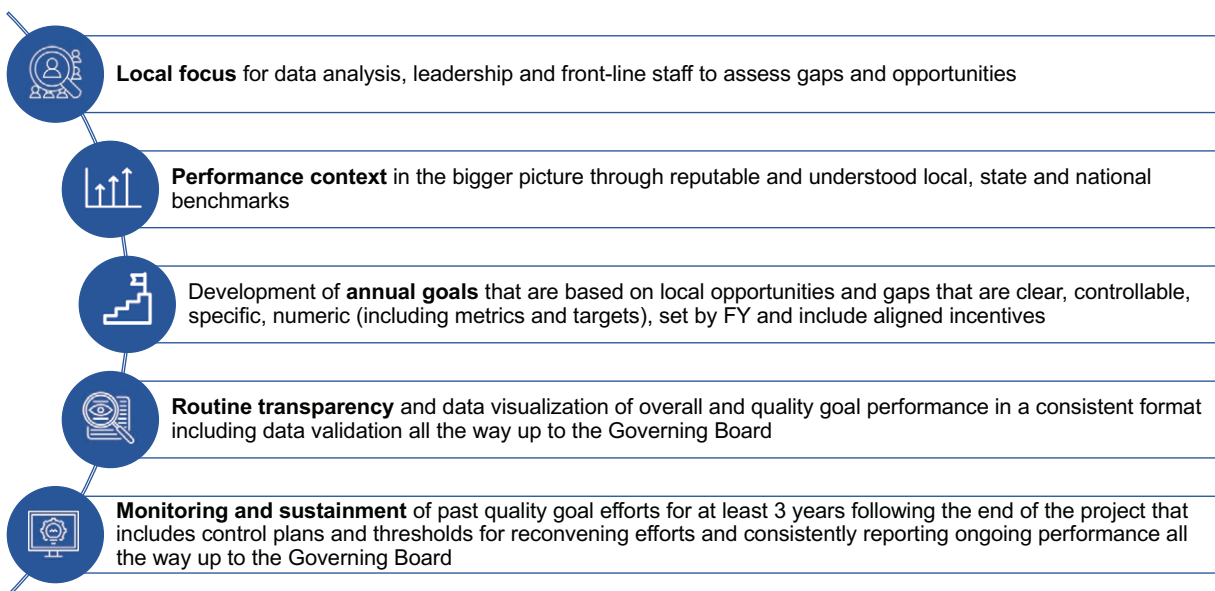 Local focus for data analysis, leadership and front-line staff to assess gaps and opportunities
Performance context in the bigger picture through reputable and understood local, state and national
benchmarks
Development of annual goals that are based on local opportunities and gaps that are clear, controllable,
specific, numeric (including metrics and targets), set by FY and include aligned incentives
Routine transparency and data visualization of overall and quality goal performance in a consistent format
including data validation all the way up to the Governing Board
Monitoring and sustainment of past quality goal efforts for at least 3 years following the end of the project that
includes control plans and thresholds for reconvening efforts and consistently reporting ongoing performance all
the way up to the Governing Board